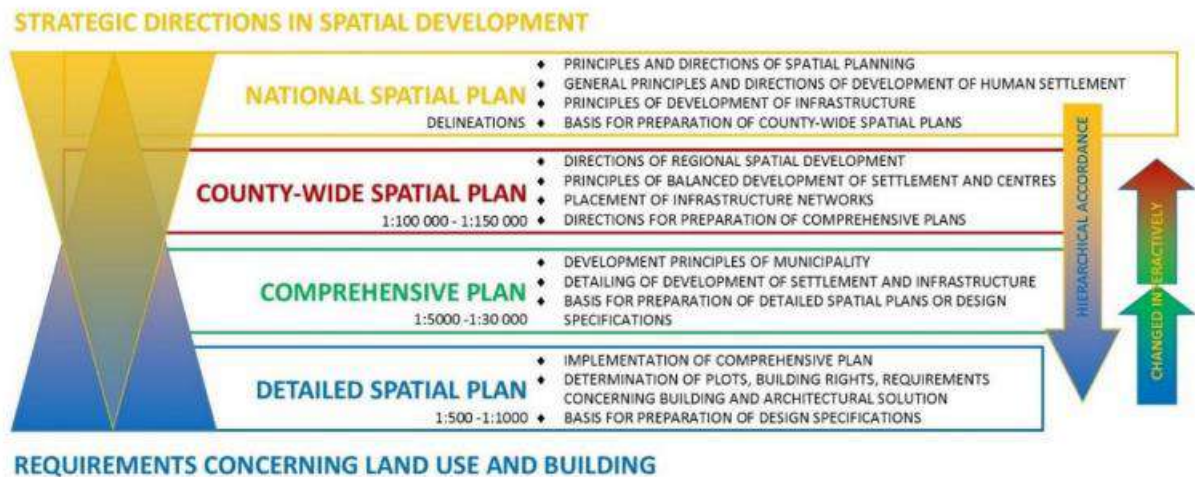 STRATEGIC DIRECTIONS IN SPATIAL DEVELOPMENT
NATIONAL SPATIAL PLAN
DELINEATIONS
♦ PRINCIPLES AND DIRECTIONS OF SPATIAL PLANNING
♦ GENERAL PRINCIPLES AND DIRECTIONS OF DEVELOPMENT OF HUMAN SETTLEMENT
♦ PRINCIPLES OF DEVELOPMENT OF INFRASTRUCTURE
♦ BASIS FOR PREPARATION OF COUNTY-WIDE SPATIAL PLANS
COUNTY-WIDE SPATIAL PLAN
1:100 000 - 1:150 000
♦ DIRECTIONS OF REGIONAL SPATIAL DEVELOPMENT
♦ PRINCIPLES OF BALANCED DEVELOPMENT OF SETTLEMENT AND CENTRES
♦ PLACEMENT OF INFRASTRUCTURE NETWORKS
♦ DIRECTIONS FOR PREPARATION OF COMPREHENSIVE PLANS
COMPREHENSIVE PLAN
1:5000 -1:30 000
♦ DEVELOPMENT PRINCIPLES OF MUNICIPALITY
♦ DETAILING OF DEVELOPMENT OF SETTLEMENT AND INFRASTRUCTURE
♦ BASIS FOR PREPARATION OF DETAILED SPATIAL PLANS OR DESIGN
SPECIFICATIONS
DETAILED SPATIAL PLAN
1:500 -1:1000
♦ IMPLEMENTATION OF COMPREHENSIVE PLAN
♦ DETERMINATION OF PLOTS, BUILDING RIGHTS, REQUIREMENTS
CONCERNING BUILDING AND ARCHITECTURAL SOLUTION
♦ BASIS FOR PREPARATION OF DESIGN SPECIFICATIONS
HIERARCHICAL ACCORDANCE
CHANGED INTERACTIVELY
REQUIREMENTS CONCERNING LAND USE AND BUILDING